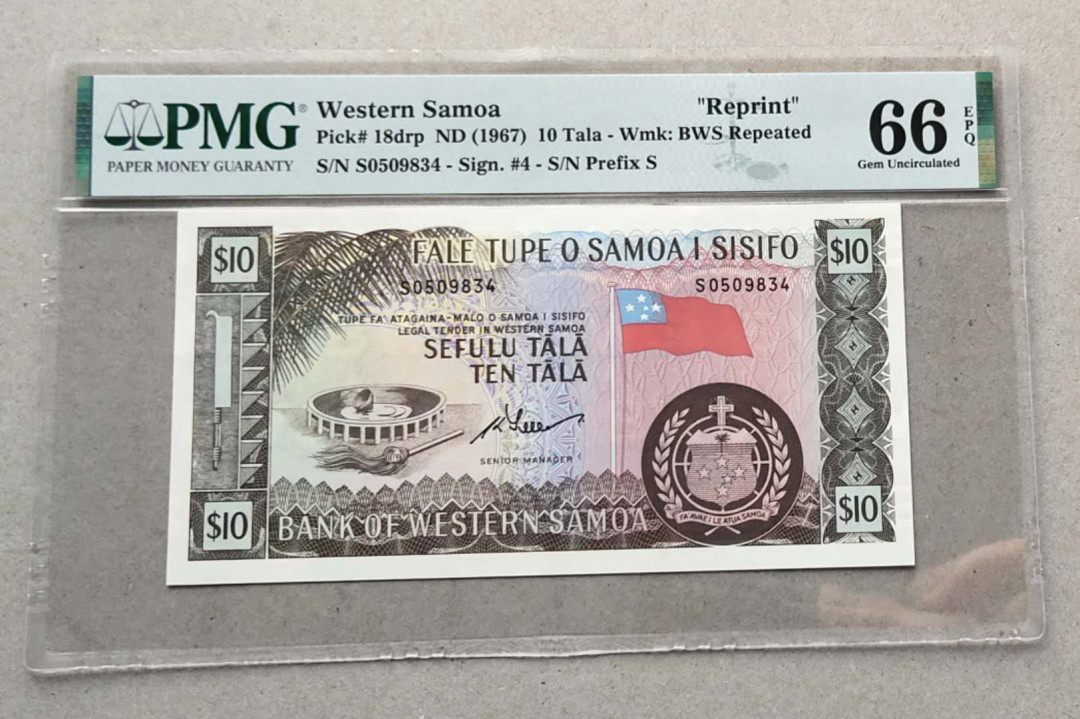 PMG®
PAPER MONEY GUARANTY
Western Samoa "Reprint"
Pick# 18drp ND (1967) 10 Tala - Wmk: BWS Repeated
S/N S0509834 - Sign. #4 - S/N Prefix S
66 EPQ
Gem Uncirculated
$10 FALE TUPE O SAMOA I SISIFO $10
S0509834 S0509834
TUPE FA'ATAGAINA-MALO O SAMOA I SISIFO
LEGAL TENDER IN WESTERN SAMOA
SEFULU TĀLĀ
TEN TĀLĀ
SENIOR MANAGER
FA'AVAE I LE ATUA SAMOA
$10 BANK OF WESTERN SAMOA $10